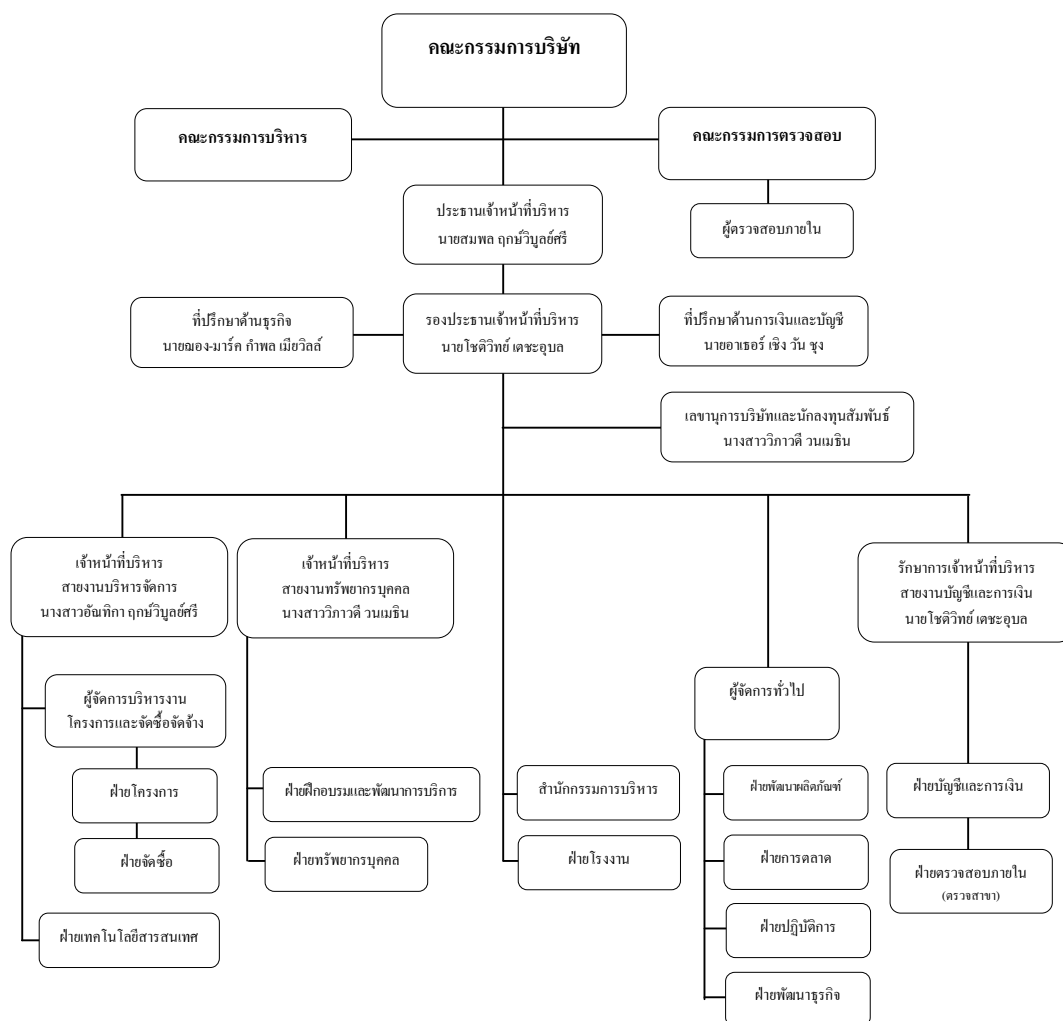 คณะกรรมการบริษัท
คณะกรรมการบริหาร
คณะกรรมการตรวจสอบ
ประธานเจ้าหน้าที่บริหาร
นายสมพล ฤกษ์วิบูลย์ศรี
ผู้ตรวจสอบภายใน
ที่ปรึกษาด้านธุรกิจ
นายฌอง-มาร์ค กำพล เมียวิลล์
รองประธานเจ้าหน้าที่บริหาร
นายโชติวิทย์ เตชะอุบล
ที่ปรึกษาด้านการเงินและบัญชี
นายอาเธอร์ เชิง วัน ชุง
เลขานุการบริษัทและนักลงทุนสัมพันธ์
นางสาววิภาวดี วนเมธิน
เจ้าหน้าที่บริหาร
สายงานบริหารจัดการ
นางสาวอัณฑิกา ฤกษ์วิบูลย์ศรี
เจ้าหน้าที่บริหาร
สายงานทรัพยากรบุคคล
นางสาววิภาวดี วนเมธิน
รักษาการเจ้าหน้าที่บริหาร
สายงานบัญชีและการเงิน
นายโชติวิทย์ เตชะอุบล
ผู้จัดการบริหารงาน
โครงการและจัดซื้อจัดจ้าง
ผู้จัดการทั่วไป
ฝ่ายโครงการ
ฝ่ายฝึกอบรมและพัฒนาการบริการ
สำนักกรรมการบริหาร
ฝ่ายพัฒนาผลิตภัณฑ์
ฝ่ายบัญชีและการเงิน
ฝ่ายจัดซื้อ
ฝ่ายทรัพยากรบุคคล
ฝ่ายโรงงาน
ฝ่ายการตลาด
ฝ่ายตรวจสอบภายใน
(ตรวจสาขา)
ฝ่ายเทคโนโลยีสารสนเทศ
ฝ่ายปฏิบัติการ
ฝ่ายพัฒนาธุรกิจ